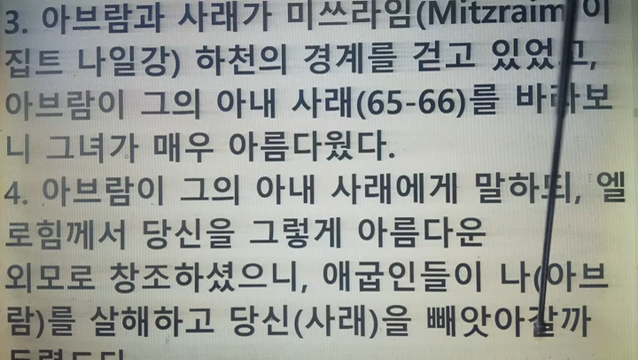 3. 아브람과 사래가 미쓰라임(Mitzraim 이
집트 나일강) 하천의 경계를 걷고 있었고,
아브람이 그의 아내 사래(65-66)를 바라보
니 그녀가 매우 아름다웠다.
4. 아브람이 그의 아내 사래에게 말하되, 엘
로힘께서 당신을 그렇게 아름다운
외모로 창조하셨으니, 애굽인들이 나(아브
람)를 살해하고 당신(사래)을 빼앗아갈까